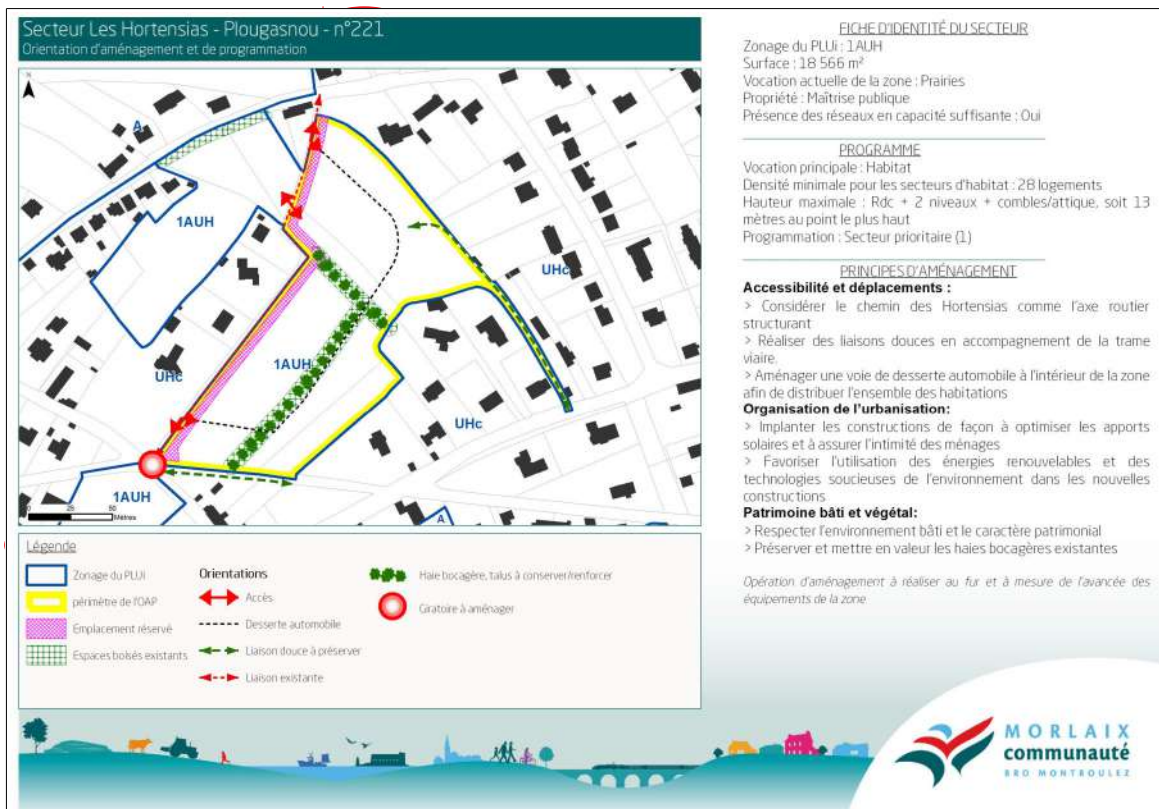 Secteur Les Hortensias - Plougasnou - n°221
Orientation d'aménagement et de programmation
A
1AUH
UHc
1AUH
UHc
UHc
1AUH
A
0 25 50
Mètres
Légende
Zonage du PLUi
périmètre de l'OAP
Emplacement réservé
Espaces boisés existants
Orientations
Accès
Desserte automobile
Liaison douce à préserver
Liaison existante
Haie bocagère, talus à conserver/renforcer
Giratoire à aménager
FICHE D'IDENTITÉ DU SECTEUR
Zonage du PLUi : 1AUH
Surface : 18 566 m²
Vocation actuelle de la zone : Prairies
Propriété : Maîtrise publique
Présence des réseaux en capacité suffisante : Oui
PROGRAMME
Vocation principale : Habitat
Densité minimale pour les secteurs d'habitat : 28 logements
Hauteur maximale : Rdc + 2 niveaux + combles/attique, soit 13
mètres au point le plus haut
Programmation : Secteur prioritaire (1)
PRINCIPES D'AMÉNAGEMENT
Accessibilité et déplacements :
> Considérer le chemin des Hortensias comme l'axe routier
structurant
> Réaliser des liaisons douces en accompagnement de la trame
viaire.
> Aménager une voie de desserte automobile à l'intérieur de la zone
afin de distribuer l'ensemble des habitations
Organisation de l'urbanisation:
> Implanter les constructions de façon à optimiser les apports
solaires et à assurer l'intimité des ménages
> Favoriser l'utilisation des énergies renouvelables et des
technologies soucieuses de l'environnement dans les nouvelles
constructions
Patrimoine bâti et végétal:
> Respecter l'environnement bâti et le caractère patrimonial
> Préserver et mettre en valeur les haies bocagères existantes
Opération d'aménagement à réaliser au fur et à mesure de l'avancée des
équipements de la zone
MORLAIX
communauté
BRO MONTROULEZ